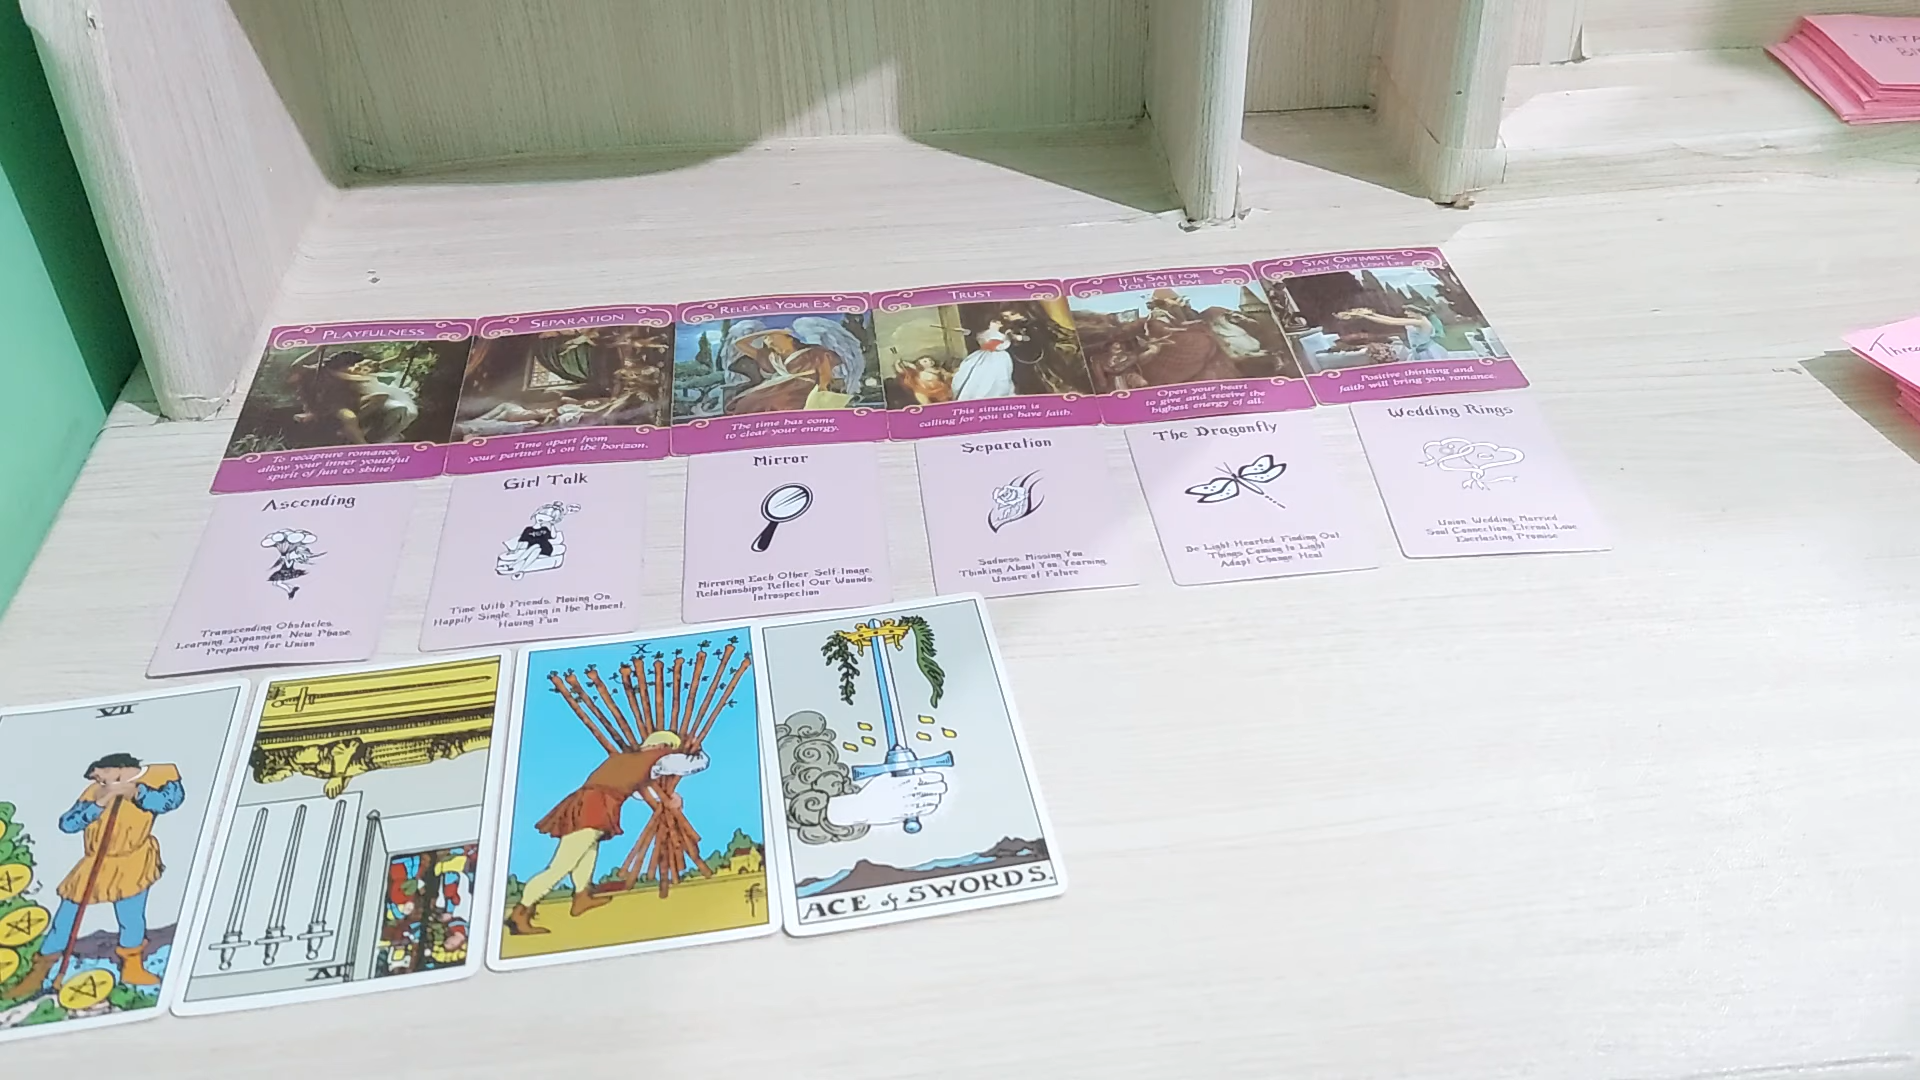 MATA
Threa
PLAYFULNESS
To recapture romance,
allow your inner youthful
spirit of fun to shine!
SEPARATION
Time apart from
your partner is on the horizon.
RELEASE YOUR EX
The time has come
to clear your energy.
TRUST
This situation is
calling for you to have faith.
IT IS SAFE FOR
YOU TO LOVE
Open your heart
to give and receive the
highest energy of all.
STAY OPTIMISTIC
ABOUT YOUR LOVE LIFE
Positive thinking and
faith will bring you romance.
Ascending
Transcending Obstacles,
Learning, Expansion, New Phase,
Preparing for Union
Girl Talk
Time With Friends, Moving On,
Happily Single, Living in the Moment,
Having Fun
Mirror
Mirroring Each Other, Self-Image,
Relationships Reflect Our Wounds,
Introspection
Separation
Sadness, Missing You,
Thinking About You, Yearning,
Unsure of Future
The Dragonfly
Be Light Hearted, Finding Out,
Things Coming to Light
Adapt, Change, Heal
Wedding Rings
Union, Wedding, Married
Soul Connection, Eternal Love
Everlasting Promise
VII
IV
X
ACE of SWORDS.